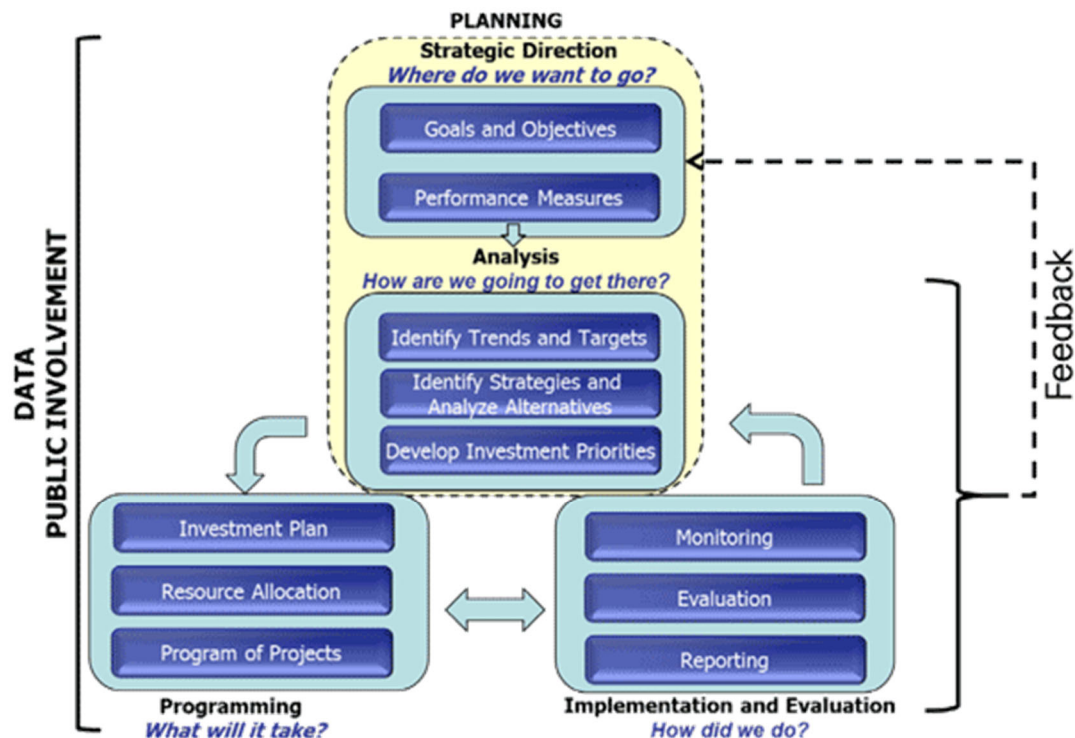 PLANNING
Strategic Direction
Where do we want to go?
Goals and Objectives
Performance Measures
Analysis
How are we going to get there?
Identify Trends and Targets
Identify Strategies and
Analyze Alternatives
Develop Investment Priorities
Investment Plan
Resource Allocation
Program of Projects
Programming
What will it take?
Monitoring
Evaluation
Reporting
Implementation and Evaluation
How did we do?
DATA
PUBLIC INVOLVEMENT
Feedback